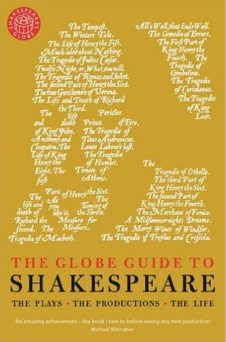 SHAKESPEARE'S GLOBE
The Tempest. All's Well, that Ends Well.
The Winters Tale. The Comedie of Errors.
The Life of Henry the Fift. The First Part of
Much adoe about Nothing. King Henry the
The Tragedie of Julius Cæsar. Fourth. The
Twelfe Night, or What you will. Tragedie of
The Tragedie of Romeo and Juliet. Cymbeline.
The second Part of Henry the Sixt. The Tragedie
The two Gentlemen of Verona. of Coriolanus.
The Life and Death of Richard The Tragedie
the Third. Pericles of King
The life Prince of Tyre. Lear.
and death
of King John. The Tragedie of
Anthony and Titus Andronicus.
Cleopatra. The Loves Labour's lost.
Life of King The Tragedie
Henry the of Hamlet. The
Eight. The Timon of Tragedie of Othello.
Athens. The third Part of
King Henry the Sixt.
Part of Henry the Sixt. The Second Part of
The life and As you The Taming of King Henry the Fourth.
death of like it. the Shrew. The Merchant of Venice.
Richard the Measure for A Midsommer nights Dreame.
Second. The Measure. The Merry Wives of Windsor.
Tragedie of Macbeth. The Tragedie of Troylus and Cressida.
THE GLOBE GUIDE TO
SHAKESPEARE
THE PLAYS • THE PRODUCTIONS • THE LIFE
'An amazing achievement – the book I turn to before seeing any new production'
Michael Billington